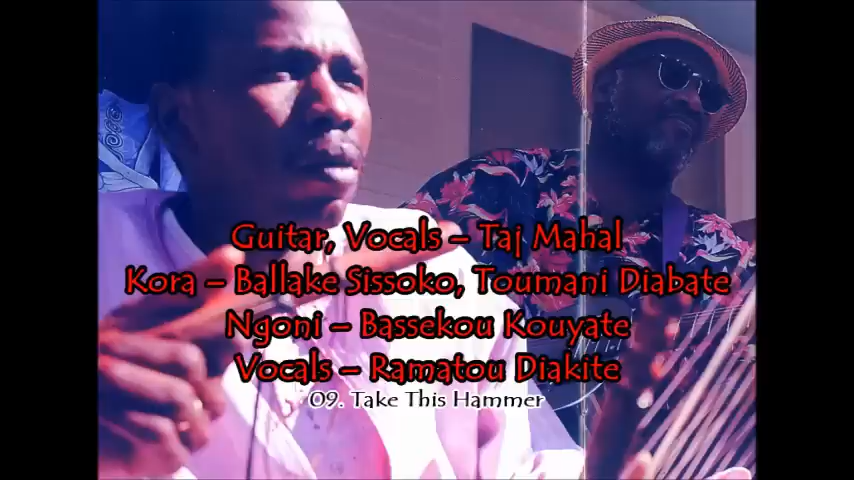 Guitar, Vocals – Taj Mahal
Kora – Ballake Sissoko, Toumani Diabate
Ngoni – Bassekou Kouyate
Vocals – Ramatou Diakite
09. Take This Hammer